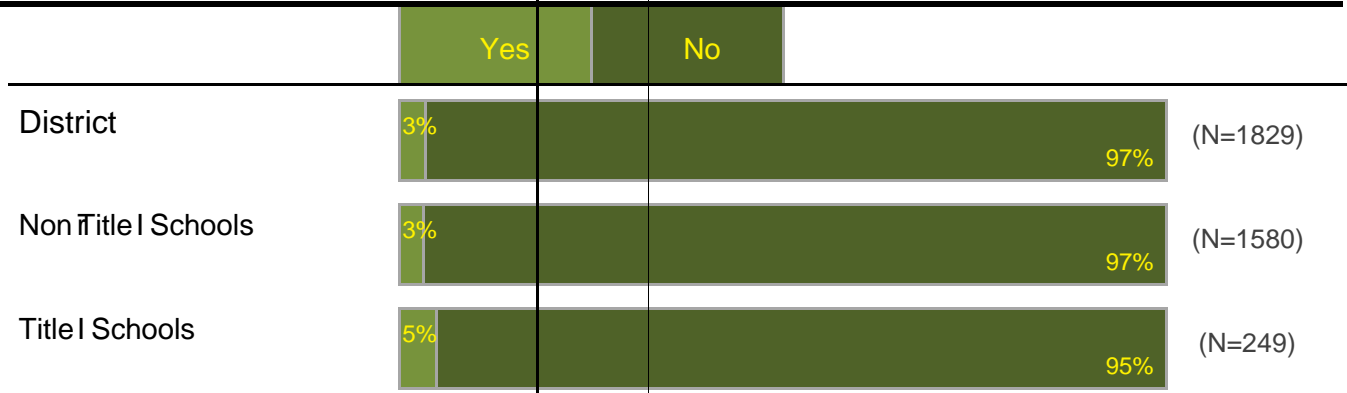 Yes No
District 3% 97% (N=1829)
Non Title I Schools 3% 97% (N=1580)
Title I Schools 5% 95% (N=249)